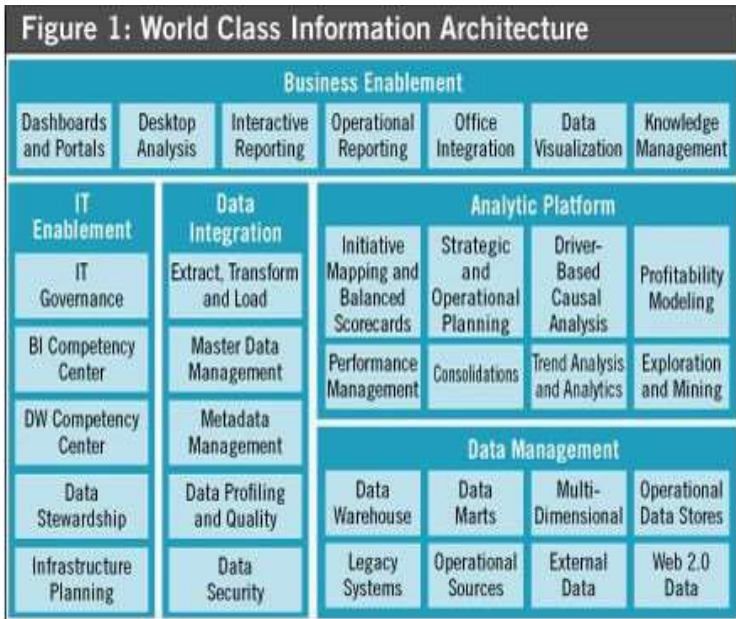 Figure 1: World Class Information Architecture
Business Enablement
Dashboards
and Portals
Desktop
Analysis
Interactive
Reporting
Operational
Reporting
Office
Integration
Data
Visualization
Knowledge
Management
IT
Enablement
IT
Governance
BI Competency
Center
DW Competency
Center
Data
Stewardship
Infrastructure
Planning
Data
Integration
Extract, Transform
and Load
Master Data
Management
Metadata
Management
Data Profiling
and Quality
Data
Security
Analytic Platform
Initiative
Mapping and
Balanced
Scorecards
Strategic
and
Operational
Planning
Driver-
Based
Causal
Analysis
Profitability
Modeling
Performance
Management
Consolidations
Trend Analysis
and Analytics
Exploration
and Mining
Data Management
Data
Warehouse
Data
Marts
Multi-
Dimensional
Operational
Data Stores
Legacy
Systems
Operational
Sources
External
Data
Web 2.0
Data